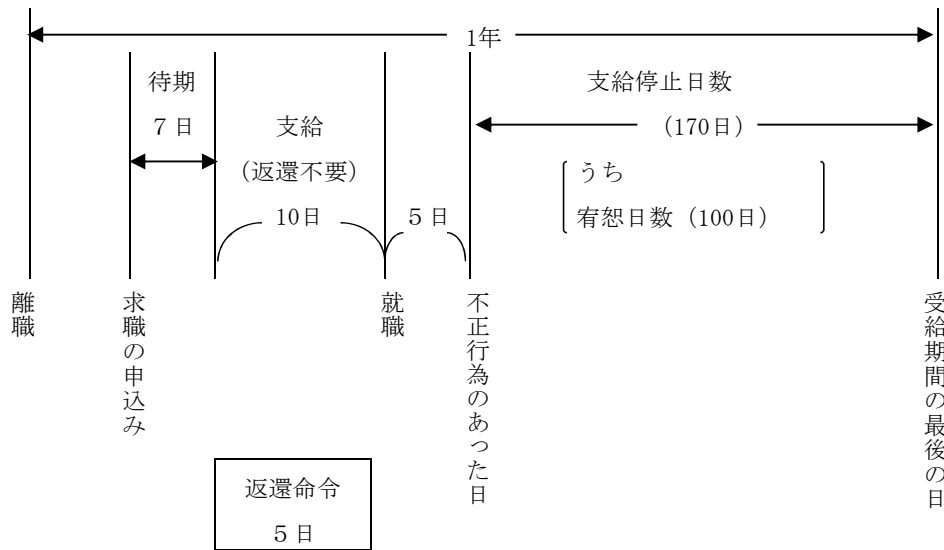 1年
待期
7日
支給
(返還不要)
10日
5日
支給停止日数
(170日)
うち
宥恕日数(100日)
離職
求職の申込み
就職
不正行為のあった日
受給期間の最後の日
返還命令
5日